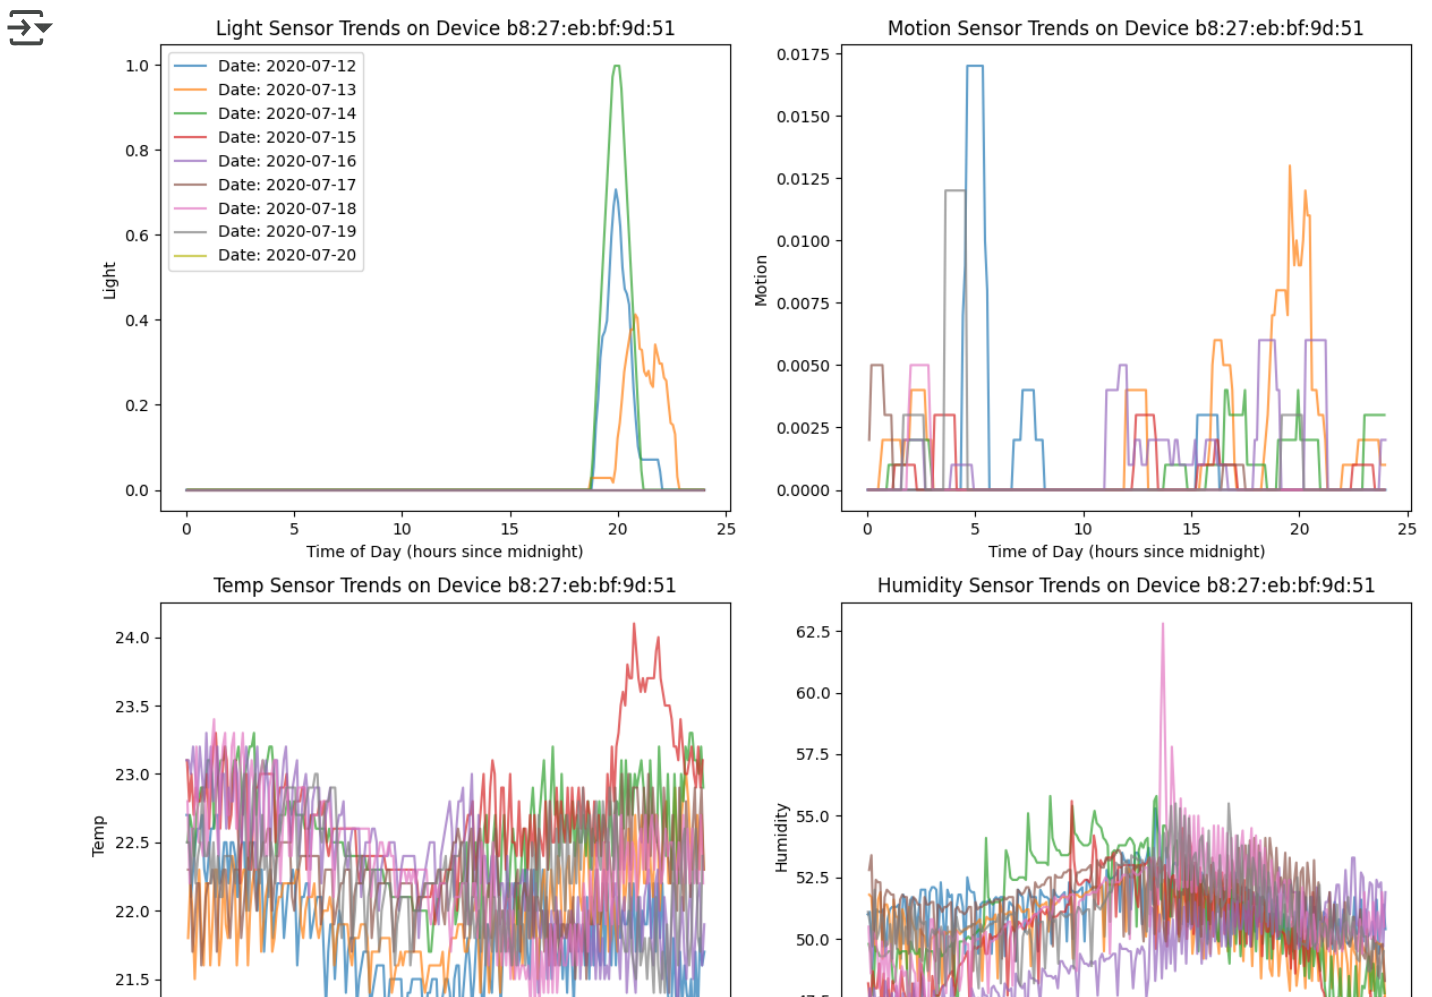 Light Sensor Trends on Device b8:27:eb:bf:9d:51
1.0
0.8
0.6
0.4
0.2
0.0
Light
Date: 2020-07-12
Date: 2020-07-13
Date: 2020-07-14
Date: 2020-07-15
Date: 2020-07-16
Date: 2020-07-17
Date: 2020-07-18
Date: 2020-07-19
Date: 2020-07-20
0 5 10 15 20 25
Time of Day (hours since midnight)
Motion Sensor Trends on Device b8:27:eb:bf:9d:51
0.0175
0.0150
0.0125
0.0100
0.0075
0.0050
0.0025
0.0000
Motion
0 5 10 15 20 25
Time of Day (hours since midnight)
Temp Sensor Trends on Device b8:27:eb:bf:9d:51
24.0
23.5
23.0
22.5
22.0
21.5
Temp
Humidity Sensor Trends on Device b8:27:eb:bf:9d:51
62.5
60.0
57.5
55.0
52.5
50.0
Humidity